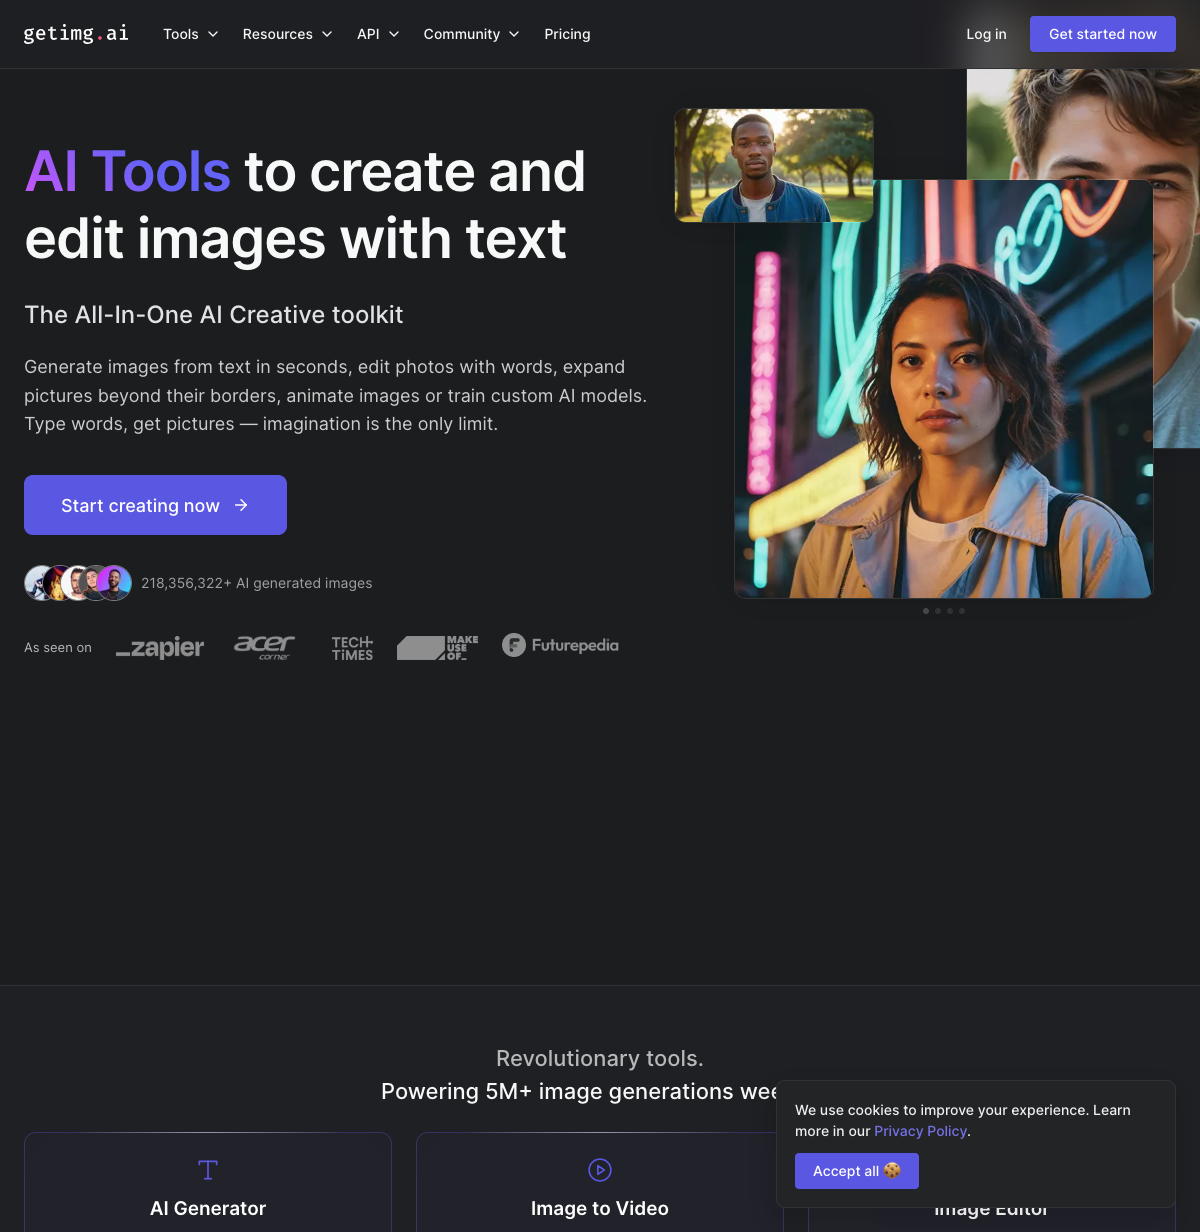 getimg.ai
Tools
Resources
API
Community
Pricing
Log in
Get started now
AI Tools to create and
edit images with text
The All-In-One AI Creative toolkit
Generate images from text in seconds, edit photos with words, expand
pictures beyond their borders, animate images or train custom AI models.
Type words, get pictures — imagination is the only limit.
Start creating now
218,356,322+ AI generated images
As seen on
_zapier
acer
corner
TECH
TiMES
MAKE
USE
OF_
Futurepedia
Revolutionary tools.
Powering 5M+ image generations
We use cookies to improve your experience. Learn
more in our Privacy Policy.
Accept all
AI Generator
Image to Video
Image Editor